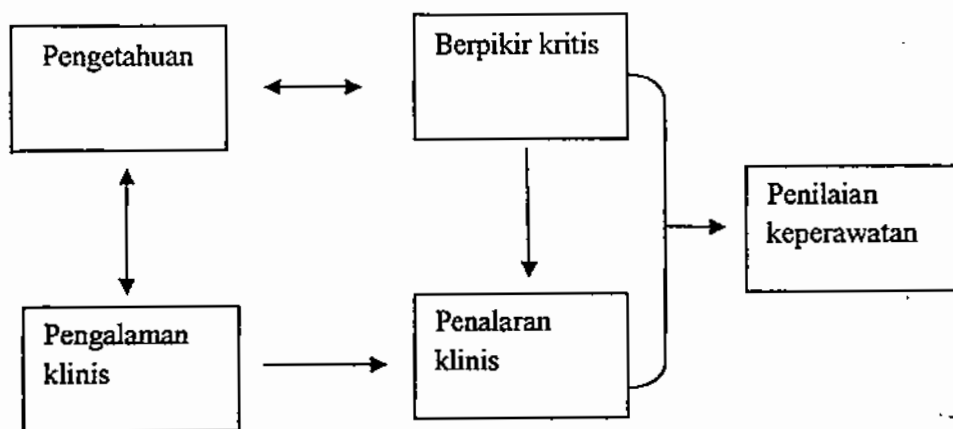 Pengetahuan
Berpikir kritis
Penilaian
keperawatan
Pengalaman
klinis
Penalaran
klinis